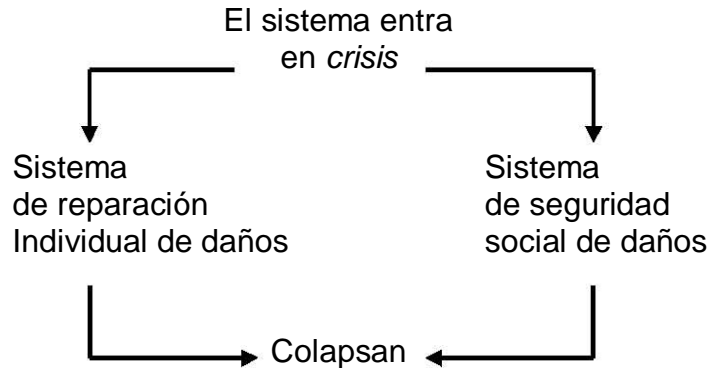 El sistema entra
en crisis
Sistema
de reparación
Individual de daños
Sistema
de seguridad
social de daños
Colapsan